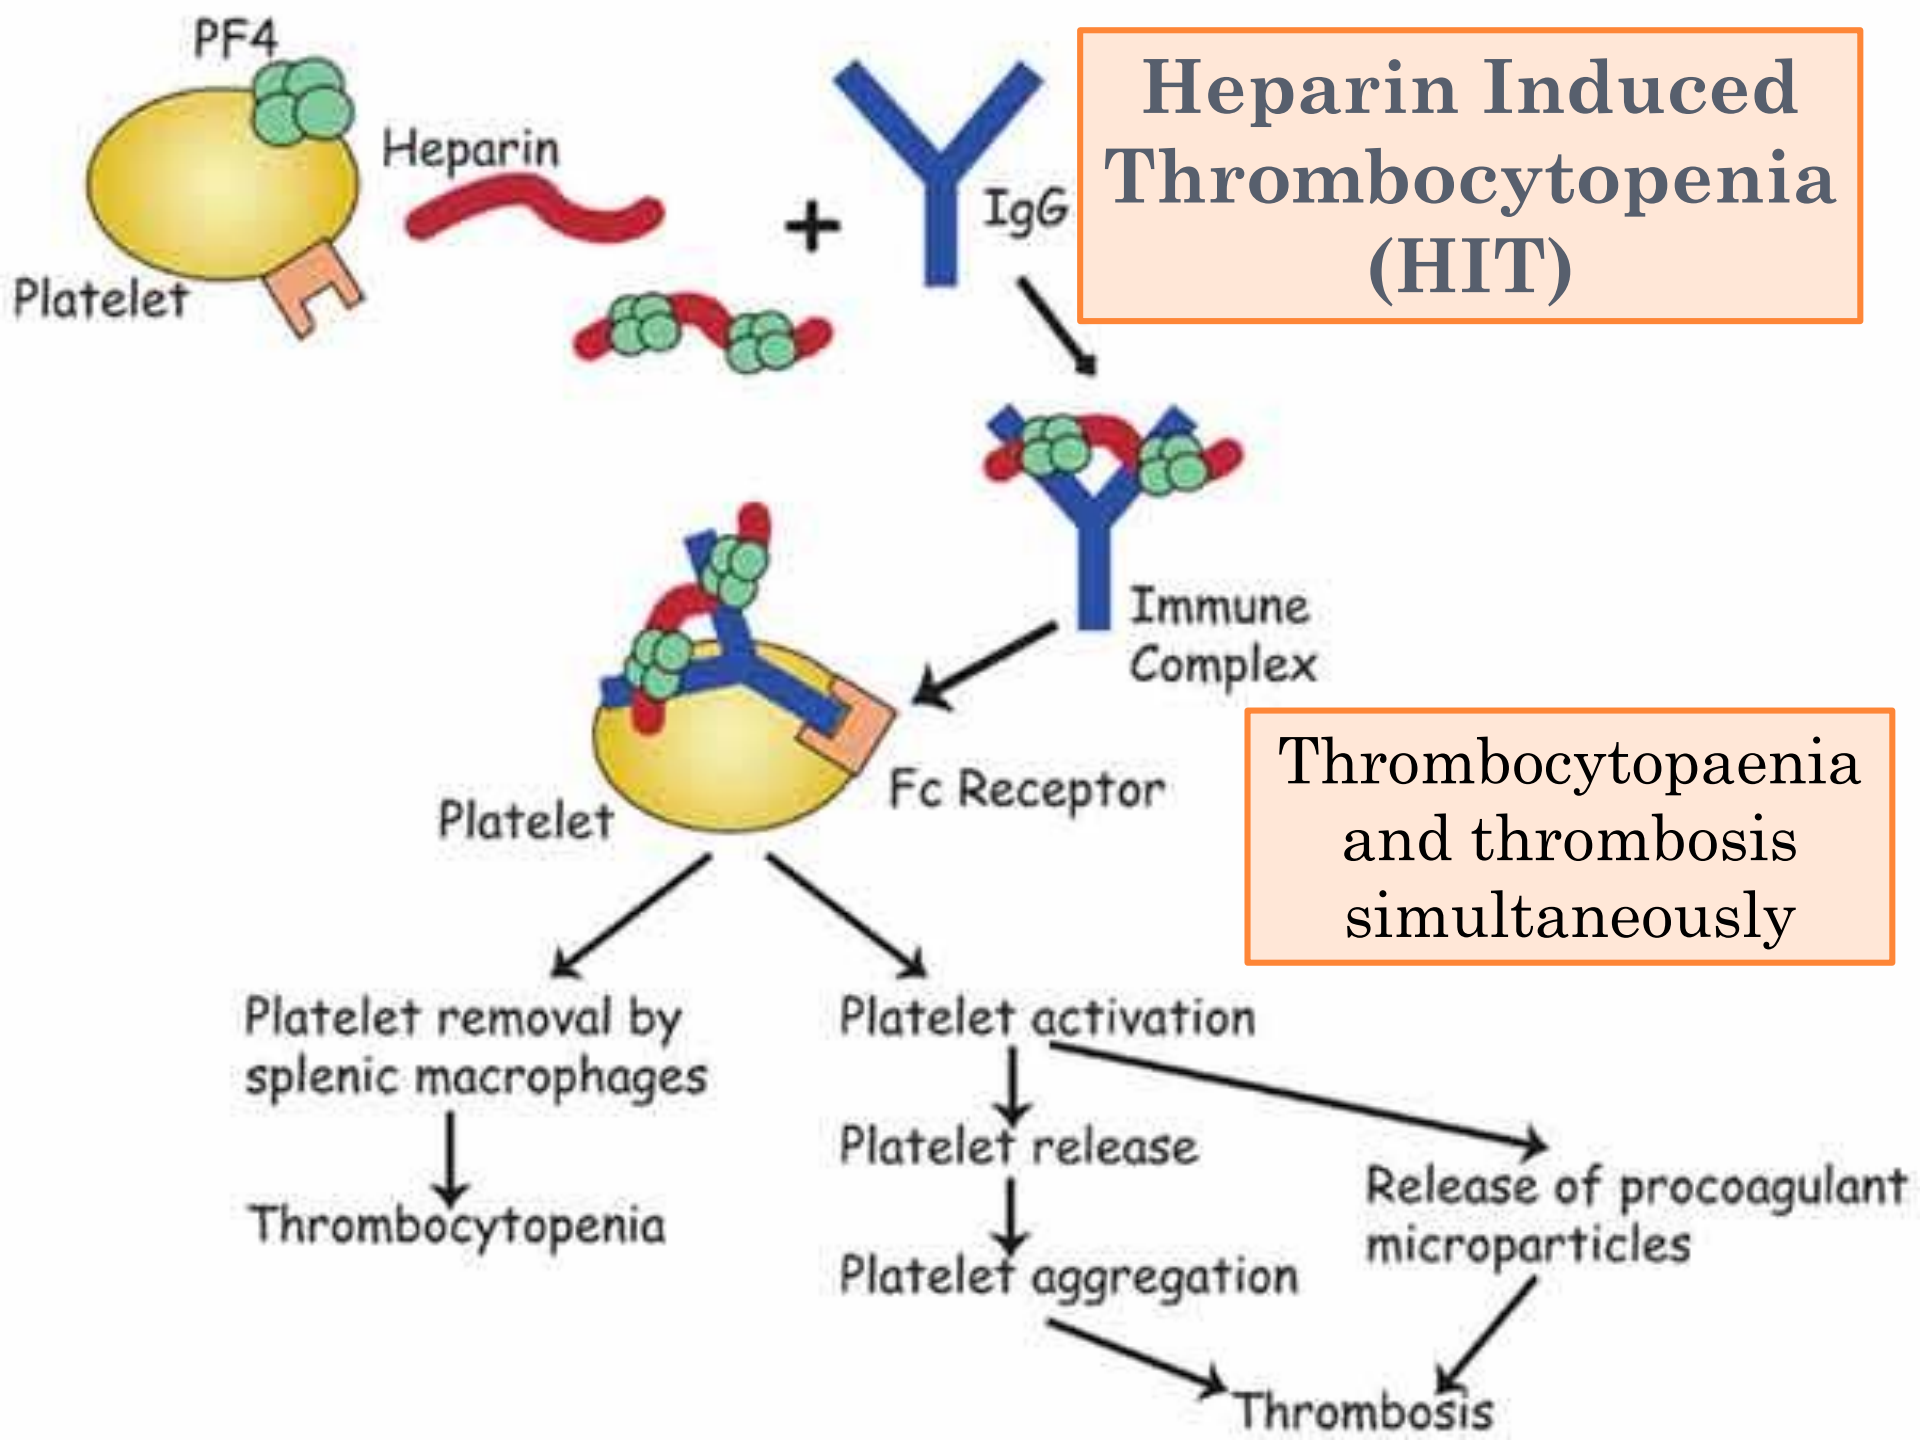 PF4
Heparin
IgG
Platelet
Heparin Induced
Thrombocytopenia
(HIT)
Immune
Complex
Fc Receptor
Platelet
Thrombocytopaenia
and thrombosis
simultaneously
Platelet removal by
splenic macrophages
Thrombocytopenia
Platelet activation
Platelet release
Platelet aggregation
Release of procoagulant
microparticles
Thrombosis